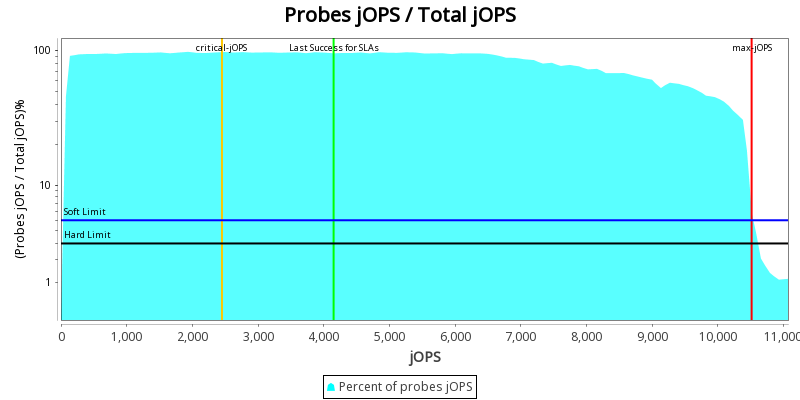 Probes jOPS / Total jOPS
(Probes jOPS / Total jOPS)%
100
10
1
critical-jOPS
Last Success for SLAs
max-jOPS
Soft Limit
Hard Limit
0 1,000 2,000 3,000 4,000 5,000 6,000 7,000 8,000 9,000 10,000 11,000
jOPS
Percent of probes jOPS